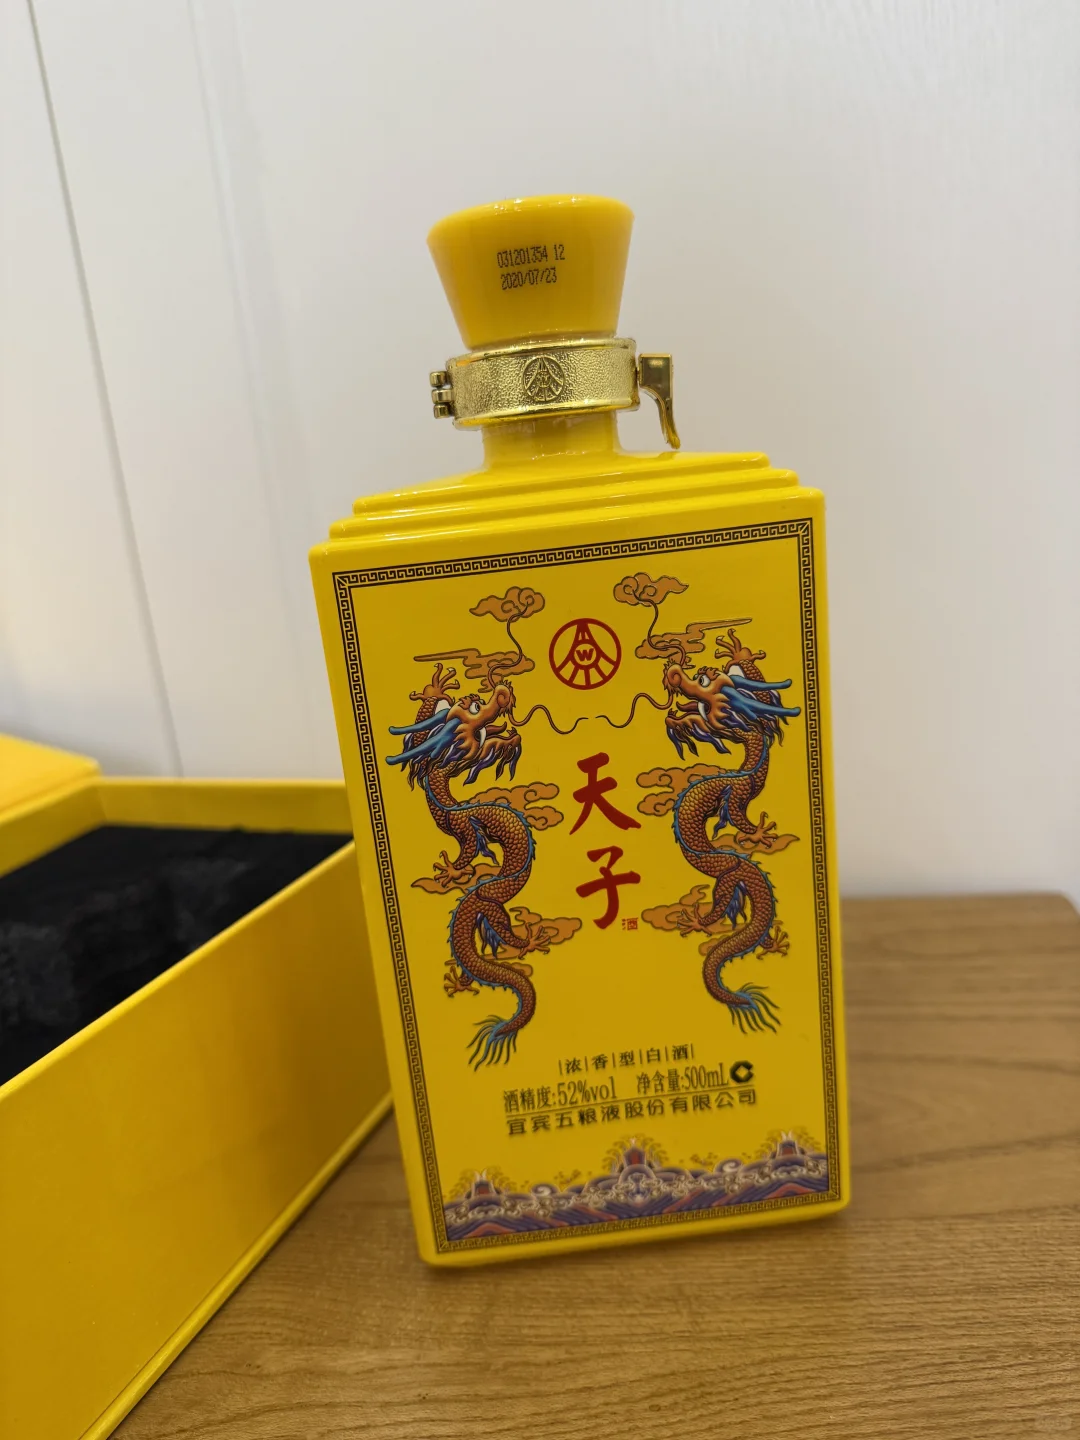 031201354 12
2020/07/23
W
天
子
酒
浓|香|型|白|酒
酒精度:52%vol 净含量:500mL C
宜宾五粮液股份有限公司